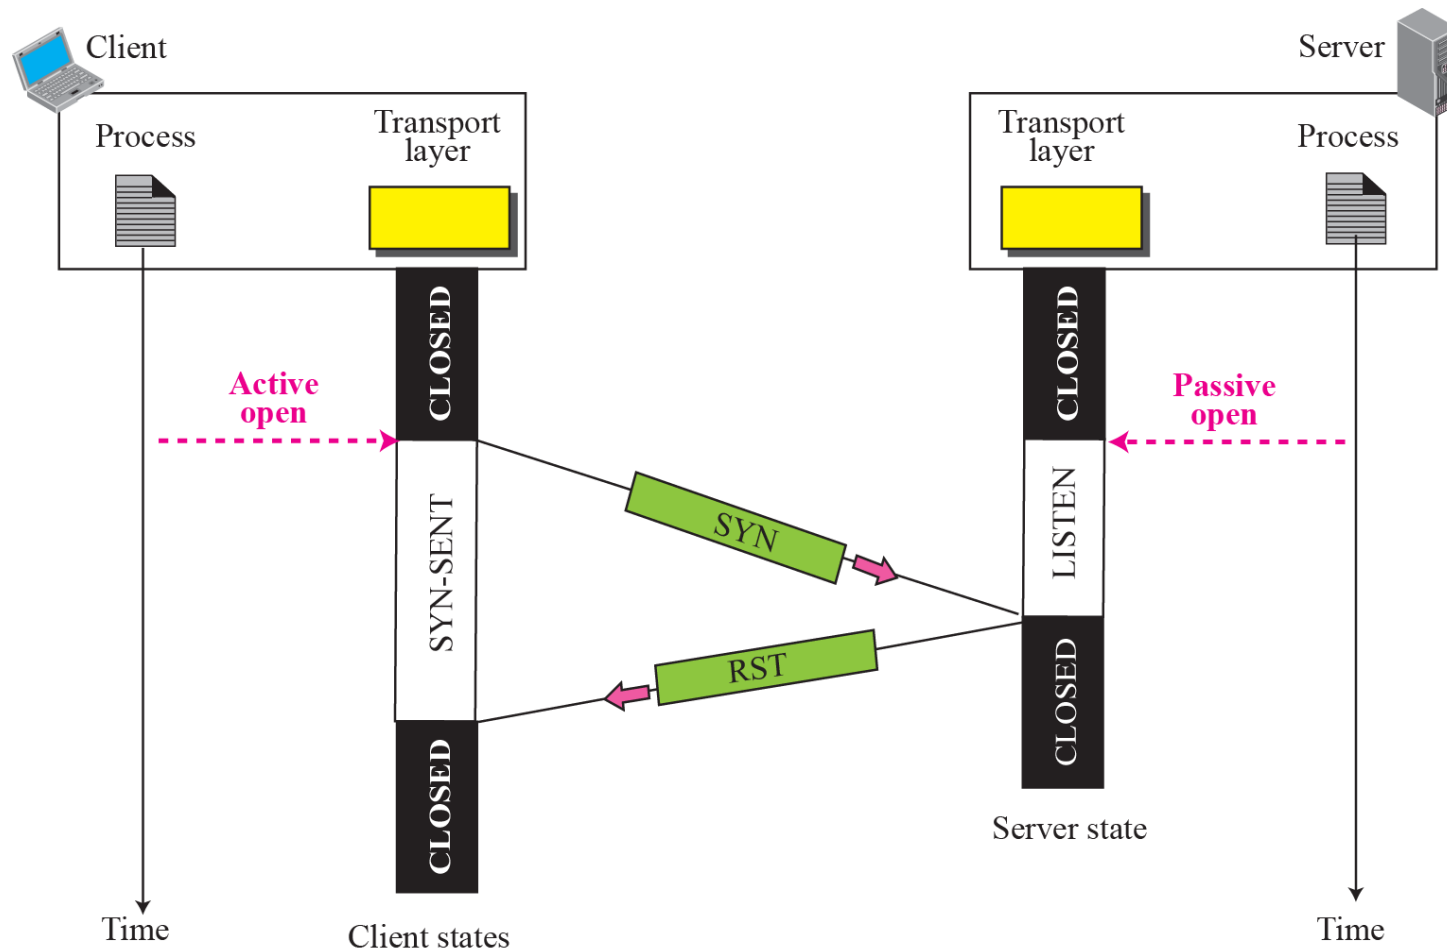 Client
Server
Process
Transport
layer
Transport
layer
Process
CLOSED
CLOSED
Active
open
Passive
open
SYN-SENT
SYN
LISTEN
RST
CLOSED
CLOSED
Server state
Time
Client states
Time